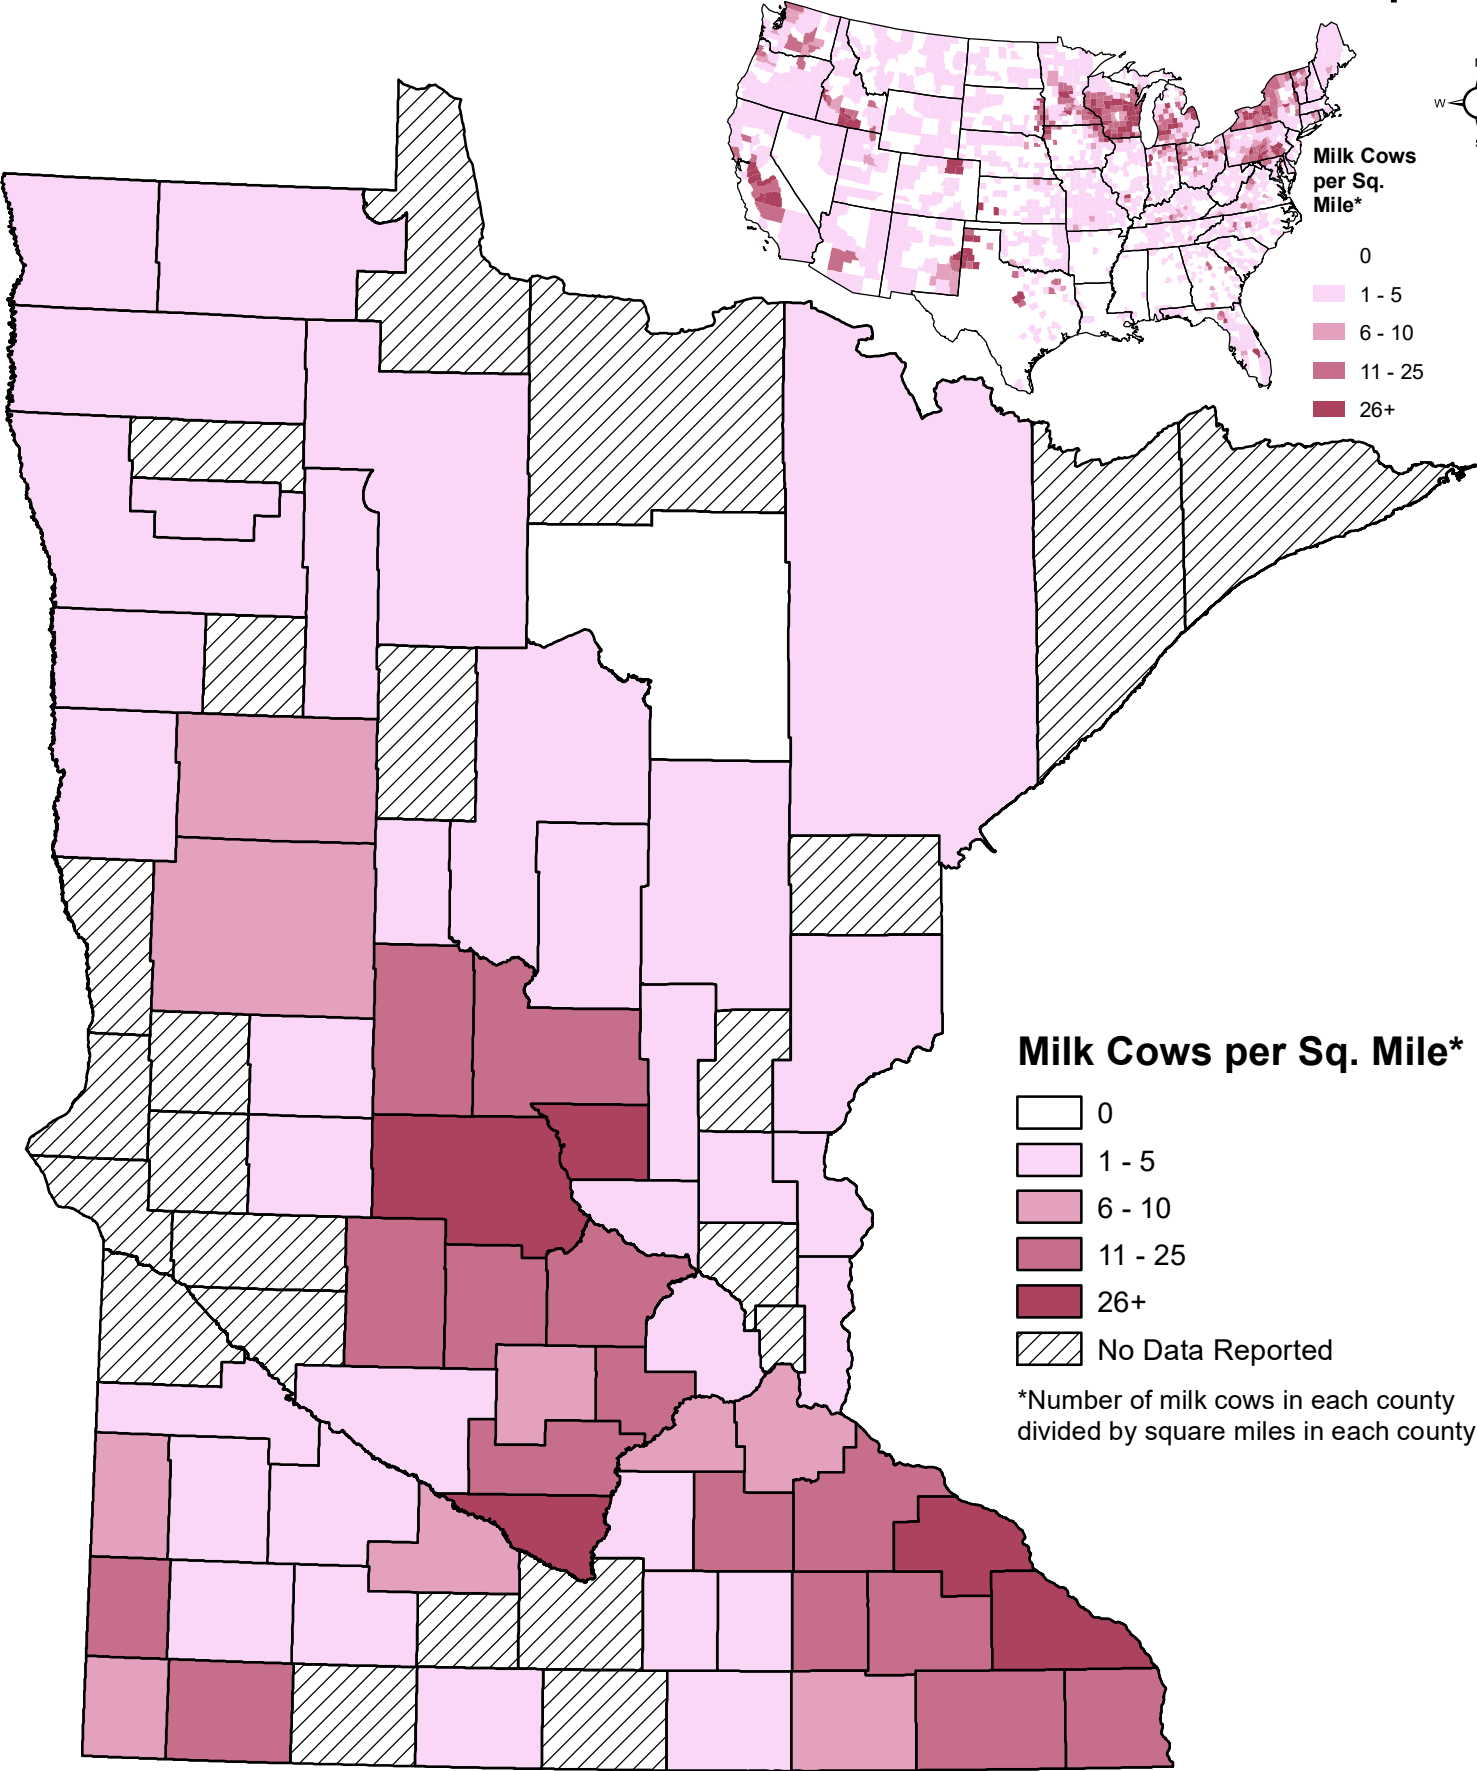 W
Milk Cows
per Sq.
Mile*
0
1 - 5
6 - 10
11 - 25
26+
Milk Cows per Sq. Mile*
0
1 - 5
6 - 10
11 - 25
26+
No Data Reported
*Number of milk cows in each county
divided by square miles in each county